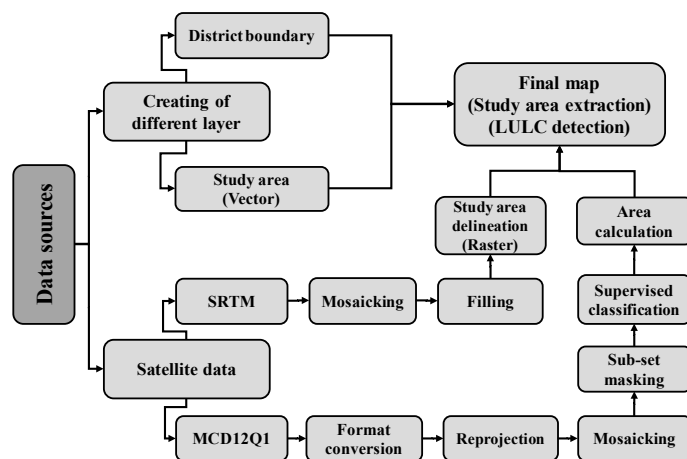 Data sources
Creating of
different layer
District boundary
Study area
(Vector)
Final map
(Study area extraction)
(LULC detection)
Satellite data
SRTM
Mosaicking
Filling
Study area
delineation
(Raster)
MCD12Q1
Format
conversion
Reprojection
Mosaicking
Sub-set
masking
Supervised
classification
Area
calculation